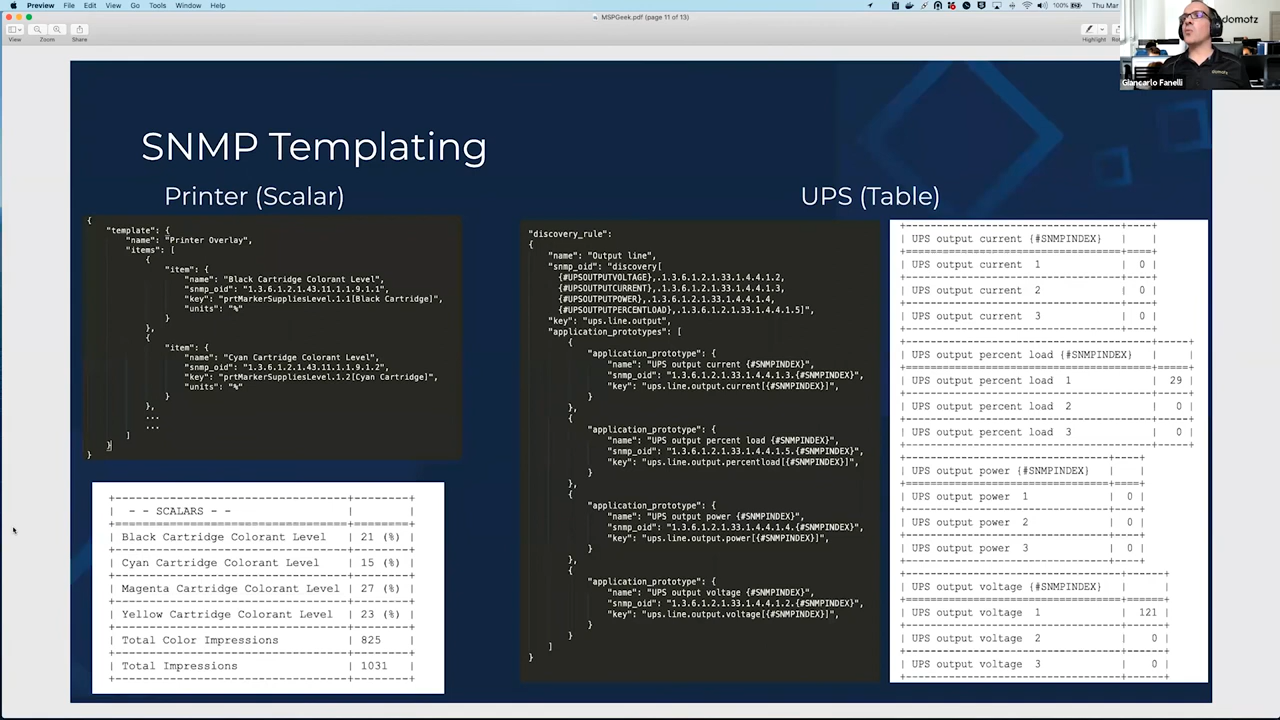 Preview File Edit View Go Tools Window Help
100% Thu Mar
MSPGeek.pdf (page 11 of 13)
View Zoom Share Highlight
domotz
domotz
Giancarlo Fanelli
SNMP Templating
Printer (Scalar)
{
"template": {
"name": "Printer Overlay",
"items": [
{
"item": {
"name": "Black Cartridge Colorant Level",
"snmp_oid": "1.3.6.1.2.1.43.11.1.1.9.1.1",
"key": "prtMarkerSuppliesLevel.1.1[Black Cartridge]",
"units": "%"
}
},
{
"item": {
"name": "Cyan Cartridge Colorant Level",
"snmp_oid": "1.3.6.1.2.1.43.11.1.1.9.1.2",
"key": "prtMarkerSuppliesLevel.1.2[Cyan Cartridge]",
"units": "%"
}
},
...
...
]
}
}
- - SCALARS - -
Black Cartridge Colorant Level | 21 (%) |
Cyan Cartridge Colorant Level | 15 (%) |
Magenta Cartridge Colorant Level | 27 (%) |
Yellow Cartridge Colorant Level | 23 (%) |
Total Color Impressions | 825 |
Total Impressions | 1031 |
UPS (Table)
"discovery_rule":
{
"name": "Output line",
"snmp_oid": "discovery[
{#UPSOUTPUTVOLTAGE},.1.3.6.1.2.1.33.1.4.4.1.2,
{#UPSOUTPUTCURRENT},.1.3.6.1.2.1.33.1.4.4.1.3,
{#UPSOUTPUTPOWER},.1.3.6.1.2.1.33.1.4.4.1.4,
{#UPSOUTPUTPERCENTLOAD},.1.3.6.1.2.1.33.1.4.4.1.5]",
"key": "ups.line.output",
"application_prototypes": [
{
"application_prototype": {
"name": "UPS output current {#SNMPINDEX}",
"snmp_oid": "1.3.6.1.2.1.33.1.4.4.1.3.{#SNMPINDEX}",
"key": "ups.line.output.current[{#SNMPINDEX}]",
}
},
{
"application_prototype": {
"name": "UPS output percent load {#SNMPINDEX}",
"snmp_oid": "1.3.6.1.2.1.33.1.4.4.1.5.{#SNMPINDEX}",
"key": "ups.line.output.percentload[{#SNMPINDEX}]",
}
},
{
"application_prototype": {
"name": "UPS output power {#SNMPINDEX}",
"snmp_oid": "1.3.6.1.2.1.33.1.4.4.1.4.{#SNMPINDEX}",
"key": "ups.line.output.power[{#SNMPINDEX}]",
}
},
{
"application_prototype": {
"name": "UPS output voltage {#SNMPINDEX}",
"snmp_oid": "1.3.6.1.2.1.33.1.4.4.1.2.{#SNMPINDEX}",
"key": "ups.line.output.voltage[{#SNMPINDEX}]",
}
}
]
}
| UPS output current {#SNMPINDEX} | |
| UPS output current 1 | 0 |
| UPS output current 2 | 0 |
| UPS output current 3 | 0 |
| UPS output percent load {#SNMPINDEX} | |
| UPS output percent load 1 | 29 |
| UPS output percent load 2 | 0 |
| UPS output percent load 3 | 0 |
| UPS output power {#SNMPINDEX} | |
| UPS output power 1 | 0 |
| UPS output power 2 | 0 |
| UPS output power 3 | 0 |
| UPS output voltage {#SNMPINDEX} | |
| UPS output voltage 1 | 121 |
| UPS output voltage 2 | 0 |
| UPS output voltage 3 | 0 |